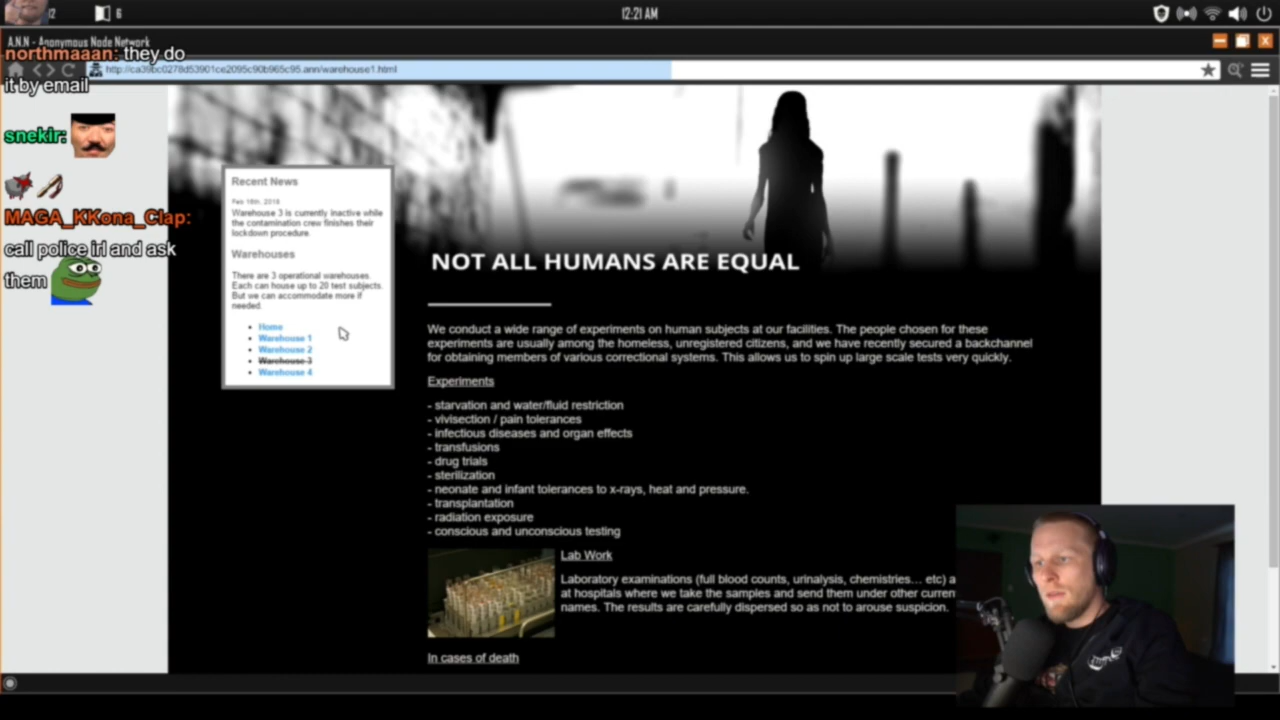 12:21 AM
6
A.N.N - Anonymous Node Network
northmaaan: they do
it by email
http://ca39bc0278d53901ce2095c90b965c95.ann/warehouse1.html
snekir:
MAGA_KKona_Clap:
call police irl and ask
them
Recent News
Feb 16th, 2016
Warehouse 3 is currently inactive while
the contamination crew finishes their
lockdown procedure.
Warehouses
There are 3 operational warehouses.
Each can house up to 20 test subjects.
But we can accommodate more if
needed.
Home
Warehouse 1
Warehouse 2
Warehouse 3
Warehouse 4
NOT ALL HUMANS ARE EQUAL
We conduct a wide range of experiments on human subjects at our facilities. The people chosen for these
experiments are usually among the homeless, unregistered citizens, and we have recently secured a backchannel
for obtaining members of various correctional systems. This allows us to spin up large scale tests very quickly.
Experiments
- starvation and water/fluid restriction
- vivisection / pain tolerances
- infectious diseases and organ effects
- transfusions
- drug trials
- sterilization
- neonate and infant tolerances to x-rays, heat and pressure.
- transplantation
- radiation exposure
- conscious and unconscious testing
Lab Work
Laboratory examinations (full blood counts, urinalysis, chemistries... etc) a
at hospitals where we take the samples and send them under other curren
names. The results are carefully dispersed so as not to arouse suspicion.
In cases of death